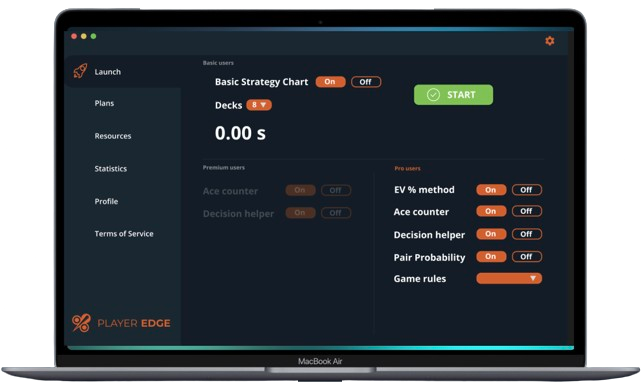 Launch
Plans
Resources
Statistics
Profile
Terms of Service
PLAYER EDGE
Basic users
Basic Strategy Chart On Off
Decks 8
START
0.00 s
Premium users
Ace counter On Off
Decision helper On Off
Pro users
EV % method On Off
Ace counter On Off
Decision helper On Off
Pair Probability On Off
Game rules
MacBook Air